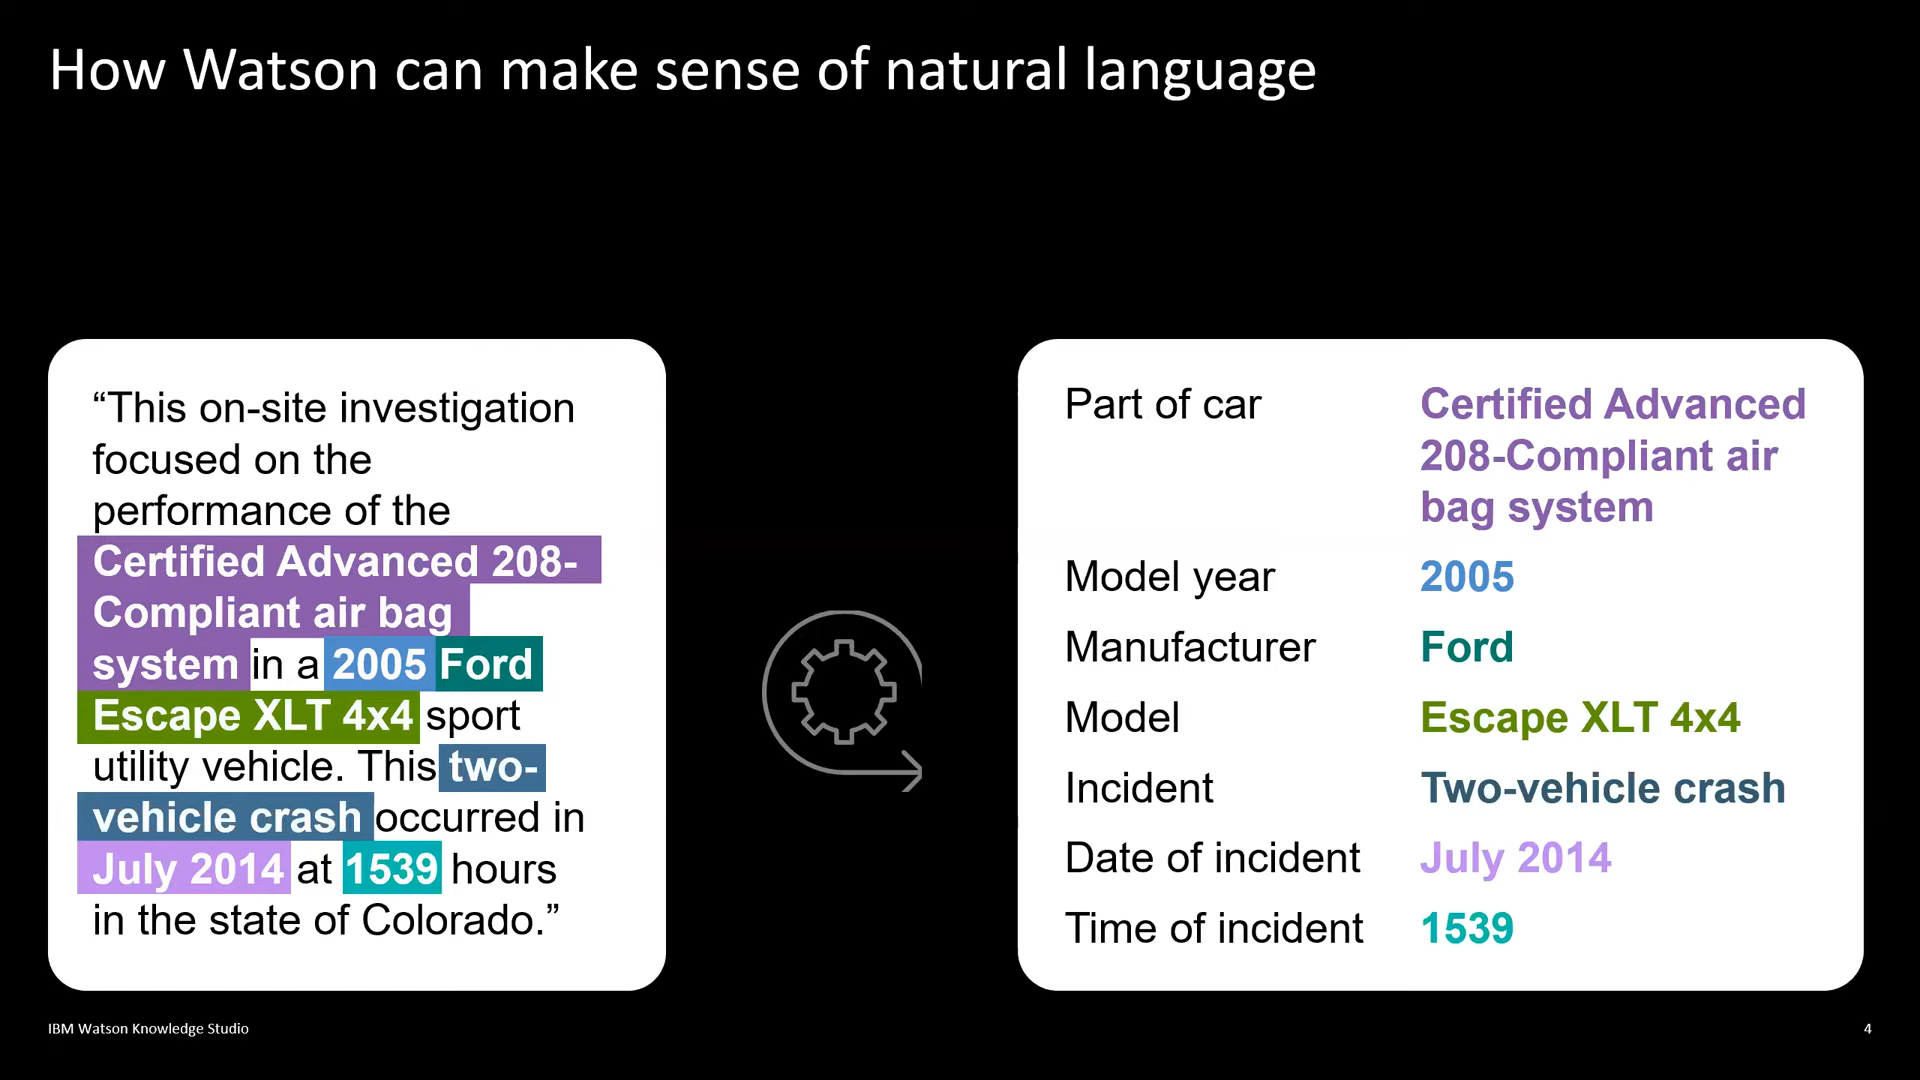 How Watson can make sense of natural language
“This on-site investigation
focused on the
performance of the
Certified Advanced 208-
Compliant air bag
system in a 2005 Ford
Escape XLT 4x4 sport
utility vehicle. This two-
vehicle crash occurred in
July 2014 at 1539 hours
in the state of Colorado.”
Part of car Certified Advanced
208-Compliant air
bag system
Model year 2005
Manufacturer Ford
Model Escape XLT 4x4
Incident Two-vehicle crash
Date of incident July 2014
Time of incident 1539
IBM Watson Knowledge Studio
4